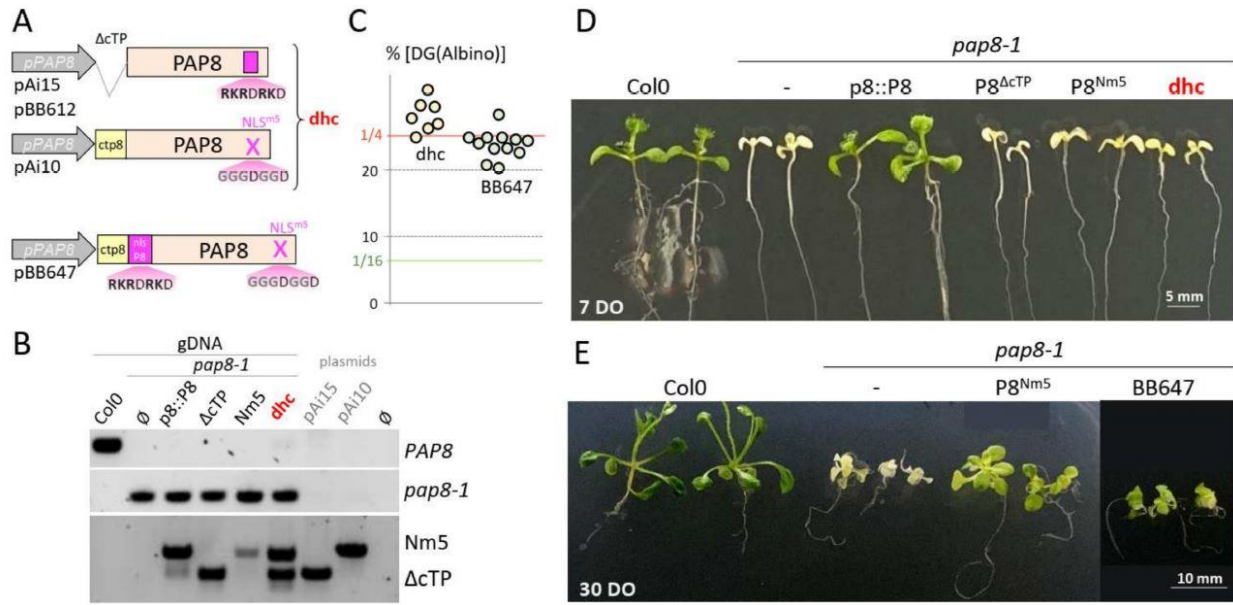 A
ΔcTP
pPAP8
PAP8
pAi15
pBB612
RKRDRKD
dhc
NLSm5
pPAP8
ctp8
PAP8
X
pAi10
GGGDGGD
NLSm5
pPAP8
ctp8
nls
P8
PAP8
X
pBB647
RKRDRKD
GGGDGGD
C
% [DG(Albino)]
1/4
dhc
20
BB647
10
1/16
0
D
pap8-1
Col0 - p8::P8 P8ΔcTP P8Nm5 dhc
7 DO
5 mm
B
gDNA
pap8-1
plasmids
Col0 Ø p8::P8 ΔcTP Nm5 dhc pAi15 pAi10 Ø
PAP8
pap8-1
Nm5
ΔcTP
E
pap8-1
Col0 - P8Nm5 BB647
30 DO
10 mm